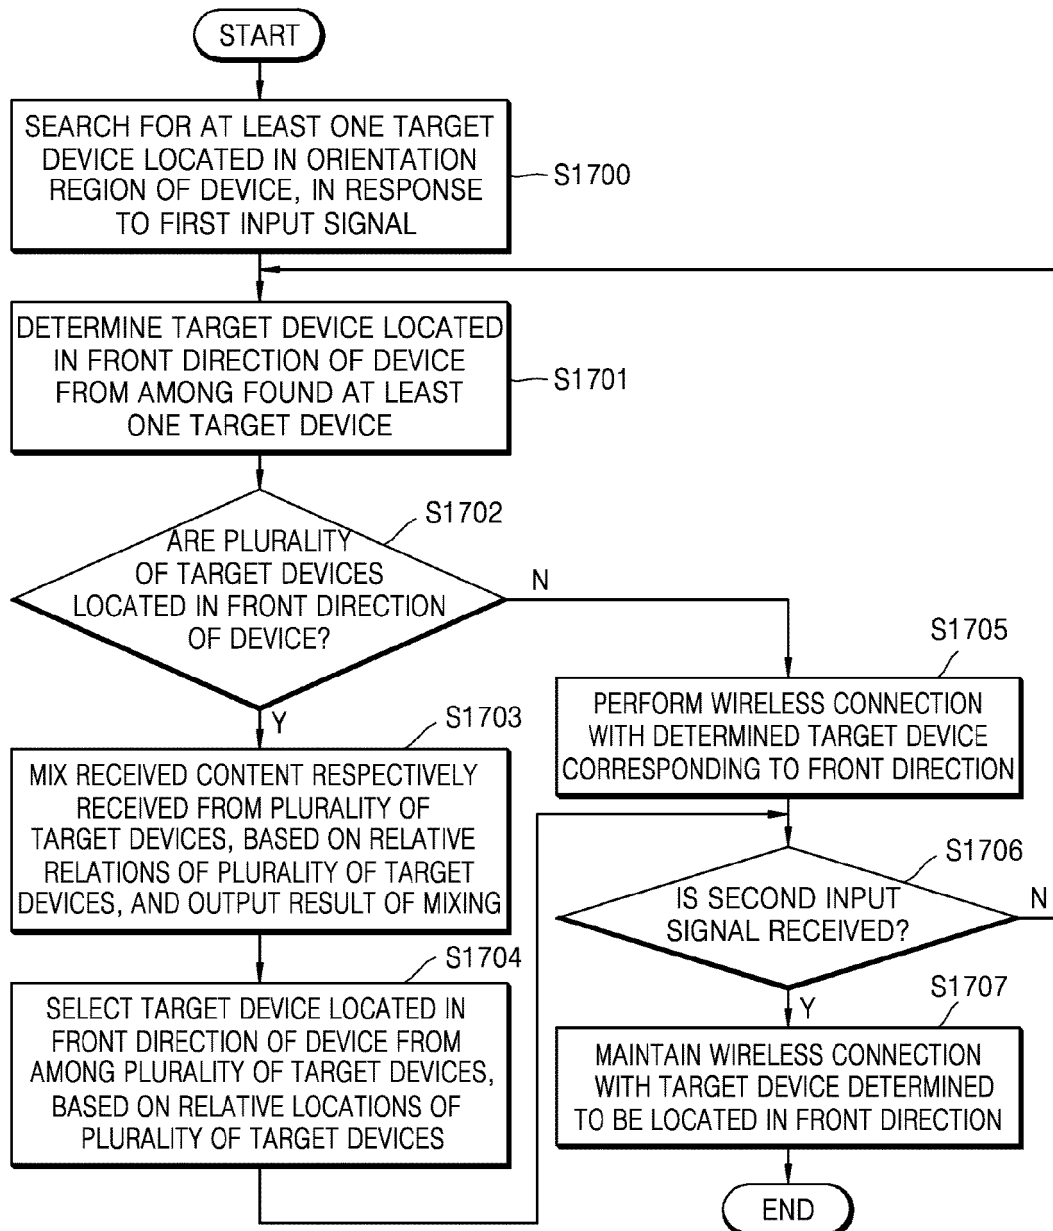 START
SEARCH FOR AT LEAST ONE TARGET
DEVICE LOCATED IN ORIENTATION
REGION OF DEVICE, IN RESPONSE
TO FIRST INPUT SIGNAL
S1700
DETERMINE TARGET DEVICE LOCATED
IN FRONT DIRECTION OF DEVICE
FROM AMONG FOUND AT LEAST
ONE TARGET DEVICE
S1701
S1702
ARE PLURALITY
OF TARGET DEVICES
LOCATED IN FRONT DIRECTION
OF DEVICE?
N
Y
S1703
MIX RECEIVED CONTENT RESPECTIVELY
RECEIVED FROM PLURALITY OF
TARGET DEVICES, BASED ON RELATIVE
RELATIONS OF PLURALITY OF TARGET
DEVICES, AND OUTPUT RESULT OF MIXING
S1704
SELECT TARGET DEVICE LOCATED IN
FRONT DIRECTION OF DEVICE FROM
AMONG PLURALITY OF TARGET DEVICES,
BASED ON RELATIVE LOCATIONS OF
PLURALITY OF TARGET DEVICES
S1705
PERFORM WIRELESS CONNECTION
WITH DETERMINED TARGET DEVICE
CORRESPONDING TO FRONT DIRECTION
S1706
IS SECOND INPUT
SIGNAL RECEIVED?
N
Y
S1707
MAINTAIN WIRELESS CONNECTION
WITH TARGET DEVICE DETERMINED
TO BE LOCATED IN FRONT DIRECTION
END